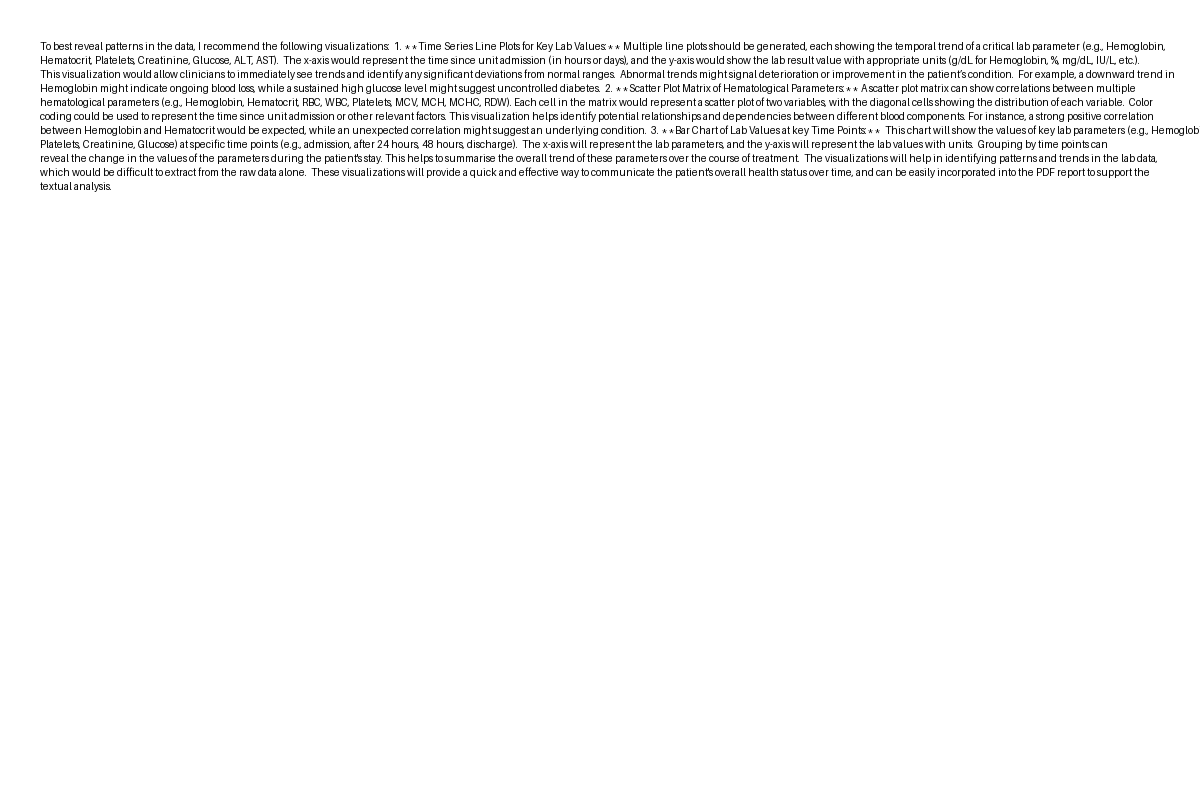 To best reveal patterns in the data, I recommend the following visualizations:  1. **Time Series Line Plots for Key Lab Values:** Multiple line plots should be generated, each showing the temporal trend of a critical lab parameter (e.g., Hemoglobin,
Hematocrit, Platelets, Creatinine, Glucose, ALT, AST).  The x-axis would represent the time since unit admission (in hours or days), and the y-axis would show the lab result value with appropriate units (g/dL for Hemoglobin, %, mg/dL, IU/L, etc.).
This visualization would allow clinicians to immediately see trends and identify any significant deviations from normal ranges.  Abnormal trends might signal deterioration or improvement in the patient's condition.  For example, a downward trend in
Hemoglobin might indicate ongoing blood loss, while a sustained high glucose level might suggest uncontrolled diabetes.  2. **Scatter Plot Matrix of Hematological Parameters:** A scatter plot matrix can show correlations between multiple
hematological parameters (e.g., Hemoglobin, Hematocrit, RBC, WBC, Platelets, MCV, MCH, MCHC, RDW). Each cell in the matrix would represent a scatter plot of two variables, with the diagonal cells showing the distribution of each variable.  Color
coding could be used to represent the time since unit admission or other relevant factors. This visualization helps identify potential relationships and dependencies between different blood components. For instance, a strong positive correlation
between Hemoglobin and Hematocrit would be expected, while an unexpected correlation might suggest an underlying condition.  3. **Bar Chart of Lab Values at key Time Points:**  This chart will show the values of key lab parameters (e.g., Hemoglob
Platelets, Creatinine, Glucose) at specific time points (e.g., admission, after 24 hours, 48 hours, discharge).  The x-axis will represent the lab parameters, and the y-axis will represent the lab values with units.  Grouping by time points can
reveal the change in the values of the parameters during the patient's stay. This helps to summarise the overall trend of these parameters over the course of treatment.  The visualizations will help in identifying patterns and trends in the lab data,
which would be difficult to extract from the raw data alone.  These visualizations will provide a quick and effective way to communicate the patient's overall health status over time, and can be easily incorporated into the PDF report to support the
textual analysis.